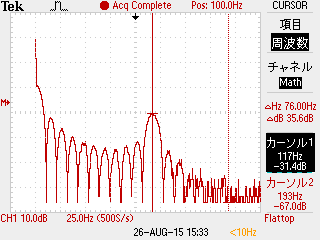 Tek
Acq Complete
Pos: 100.0Hz
CURSOR
項目
周波数
チャネル
Math
M
ΔHz 76.00Hz
ΔdB 35.6dB
カーソル1
117Hz
-31.4dB
カーソル2
193Hz
-67.0dB
CH1 10.0dB
25.0Hz (500S/s)
Flattop
26-AUG-15 15:33
<10Hz